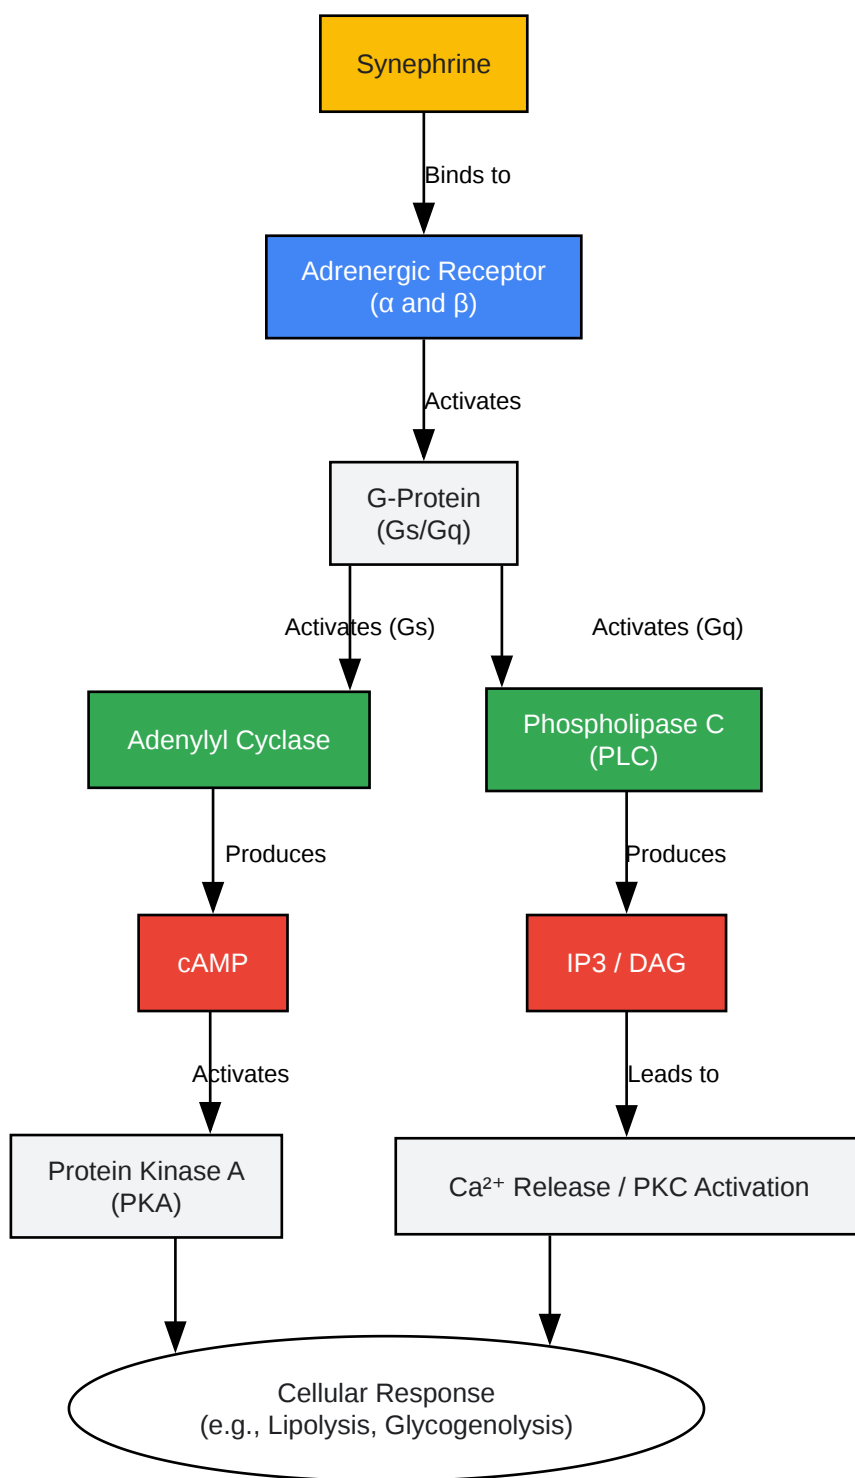 Synephrine
Binds to
Adrenergic Receptor
(α and β)
Activates
G-Protein
(Gs/Gq)
Activates (Gs)
Activates (Gq)
Adenylyl Cyclase
Phospholipase C
(PLC)
Produces
Produces
cAMP
IP3 / DAG
Activates
Leads to
Protein Kinase A
(PKA)
Ca²⁺ Release / PKC Activation
Cellular Response
(e.g., Lipolysis, Glycogenolysis)